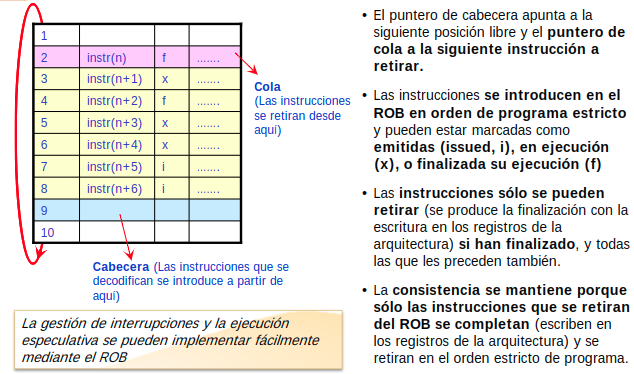 1
2 instr(n) f .......
3 instr(n+1) x .......
4 instr(n+2) f .......
5 instr(n+3) x .......
6 instr(n+4) x .......
7 instr(n+5) i .......
8 instr(n+6) i .......
9
10
Cola
(Las instrucciones
se retiran desde
aquí)
Cabecera (Las instrucciones que se
decodifican se introduce a partir de
aquí)
La gestión de interrupciones y la ejecución
especulativa se pueden implementar fácilmente
mediante el ROB
• El puntero de cabecera apunta a la
siguiente posición libre y el puntero de
cola a la siguiente instrucción a
retirar.
• Las instrucciones se introducen en el
ROB en orden de programa estricto
y pueden estar marcadas como
emitidas (issued, i), en ejecución
(x), o finalizada su ejecución (f)
• Las instrucciones sólo se pueden
retirar (se produce la finalización con la
escritura en los registros de la
arquitectura) si han finalizado, y todas
las que les preceden también.
• La consistencia se mantiene porque
sólo las instrucciones que se retiran
del ROB se completan (escriben en
los registros de la arquitectura) y se
retiran en el orden estricto de programa.